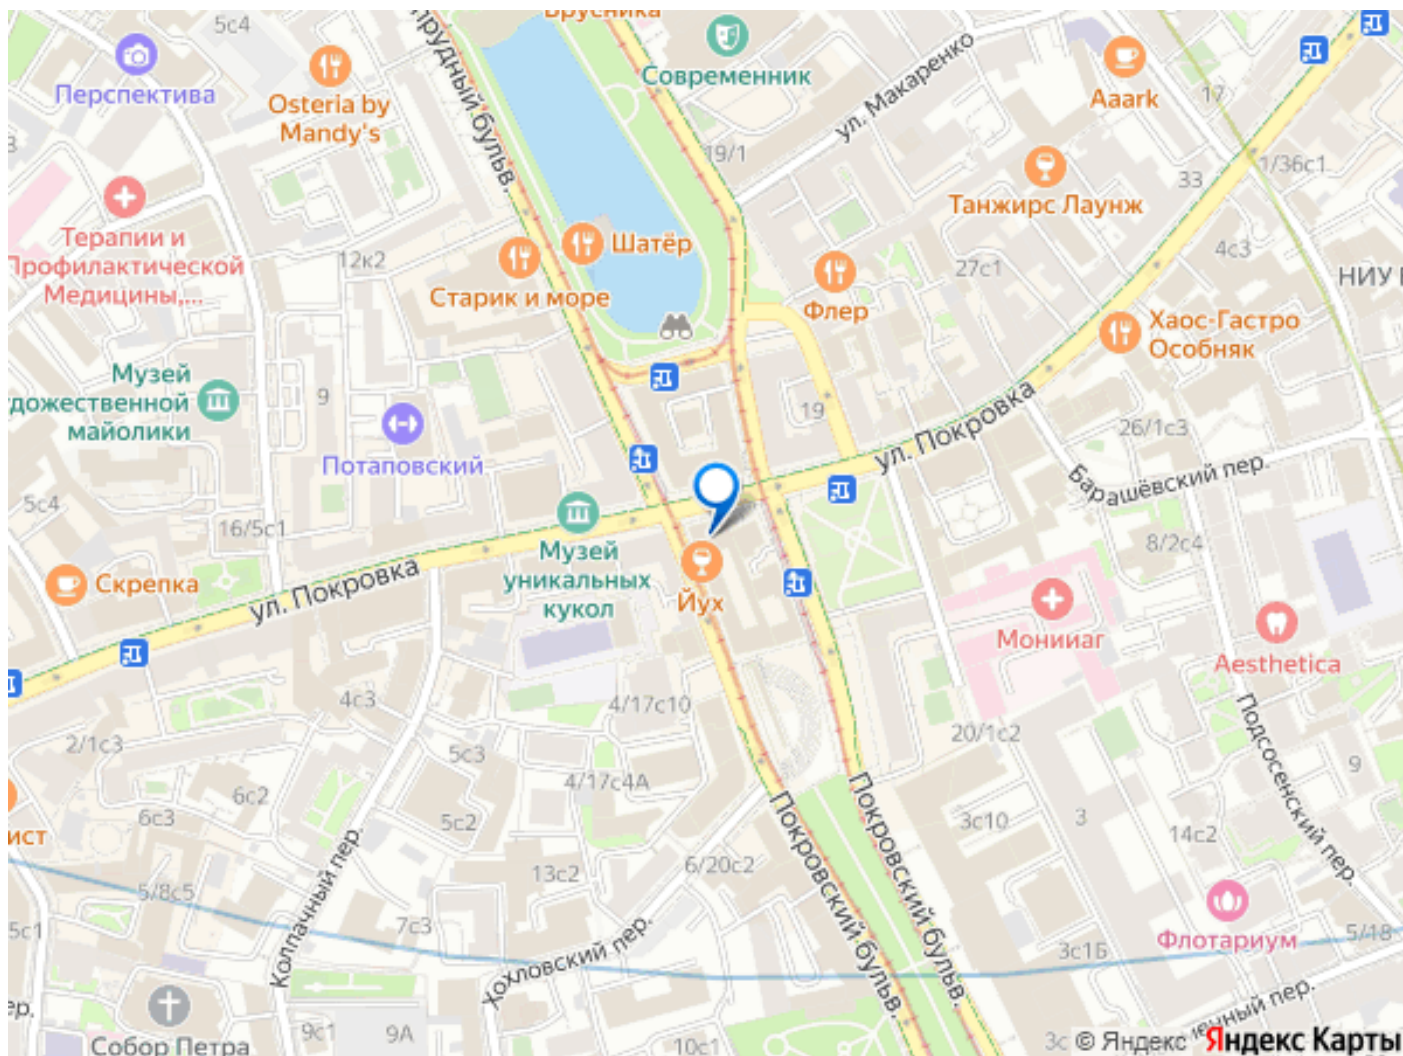 5с4
Брусника
Перспектива
Osteria by
Mandy's
Современник
ул. Макаренко
Aaark
17
19/1
1/36с1
33
Танжирс Лаунж
Терапии и
Профилактической
Медицины,...
12к2
Старик и море
Шатёр
Флер
27с1
4с3
НИУ
Хаос-Гастро
Особняк
Музей
майолики
9
Потаповский
19
ул. Покровка
26/1с3
Барашёвский пер.
5с4
16/5с1
Музей
уникальных
кукол
Скрепка
ул. Покровка
Йух
8/2с4
Мониаг
Aesthetica
4с3
4/17с10
2/1с3
5с3
20/1с2
Подсосенский пер.
9
4/17с4А
6с2
6с3
5с2
Колпачный пер.
13с2
6/20с2
Покровский бульв.
Покровский бульв.
3с10
3
14с2
5/8с5
7с3
5с1
Хохловский пер.
3с1Б
Флотариум
5/18
9с1
9А
10с1
Собор Петра
3с
© Яндекс
Яндекс Карты